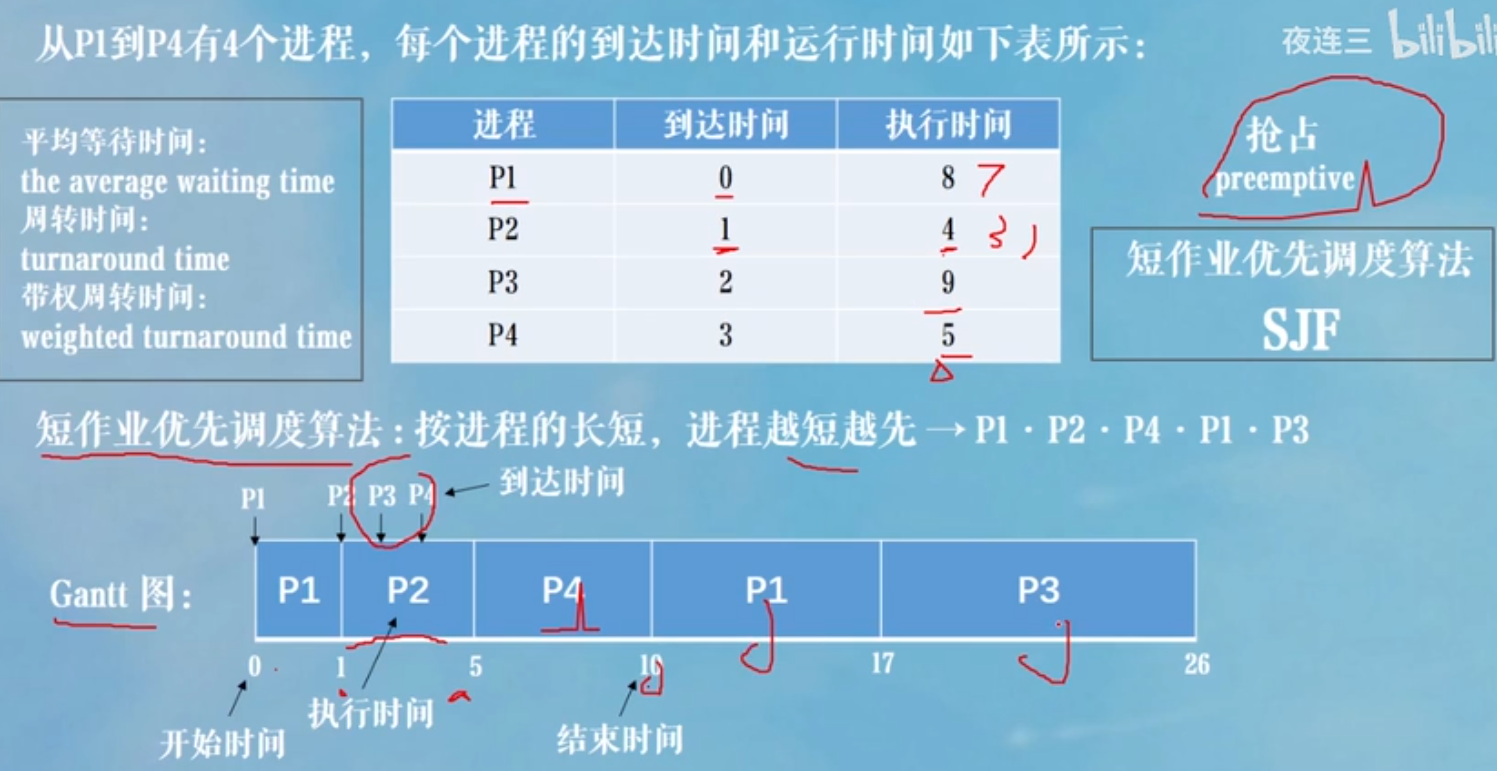 从P1到P4有4个进程，每个进程的到达时间和运行时间如下表所示：
夜连三 bilibili
平均等待时间：
the average waiting time
周转时间：
turnaround time
带权周转时间：
weighted turnaround time
进程 到达时间 执行时间
P1 0 8 7
P2 1 4 3
P3 2 9
P4 3 5
抢占
preemptive
短作业优先调度算法
SJF
短作业优先调度算法：按进程的长短，进程越短越先→P1·P2·P4·P1·P3
P1 P2 P3 P4 到达时间
Gantt 图：
P1 P2 P4 P1 P3
0 1 5 10 17 26
开始时间
执行时间
结束时间